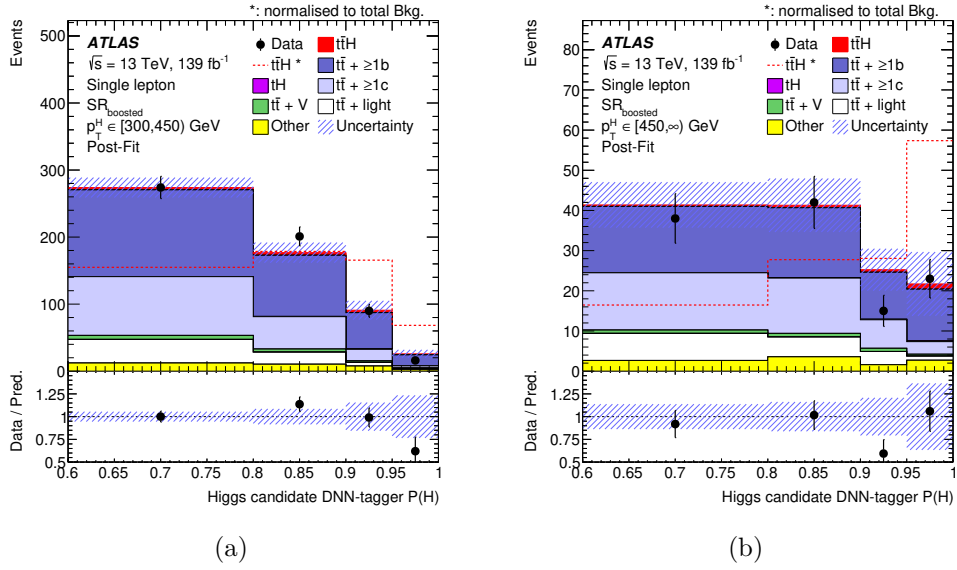 *: normalised to total Bkg.
Events
500
400
300
200
100
0
ATLAS
√s = 13 TeV, 139 fb⁻¹
Single lepton
SR_boosted
p_T^H ∈ [300,450) GeV
Post-Fit
Data
tt̄H
tt̄H *
tt̄ + ≥1b
tH
tt̄ + ≥1c
tt̄ + V
tt̄ + light
Other
Uncertainty
Data / Pred.
1.25
1
0.75
0.5
0.6 0.65 0.7 0.75 0.8 0.85 0.9 0.95 1
Higgs candidate DNN-tagger P(H)
(a)
*: normalised to total Bkg.
Events
80
70
60
50
40
30
20
10
0
ATLAS
√s = 13 TeV, 139 fb⁻¹
Single lepton
SR_boosted
p_T^H ∈ [450,∞) GeV
Post-Fit
Data
tt̄H
tt̄H *
tt̄ + ≥1b
tH
tt̄ + ≥1c
tt̄ + V
tt̄ + light
Other
Uncertainty
Data / Pred.
1.25
1
0.75
0.5
0.6 0.65 0.7 0.75 0.8 0.85 0.9 0.95 1
Higgs candidate DNN-tagger P(H)
(b)